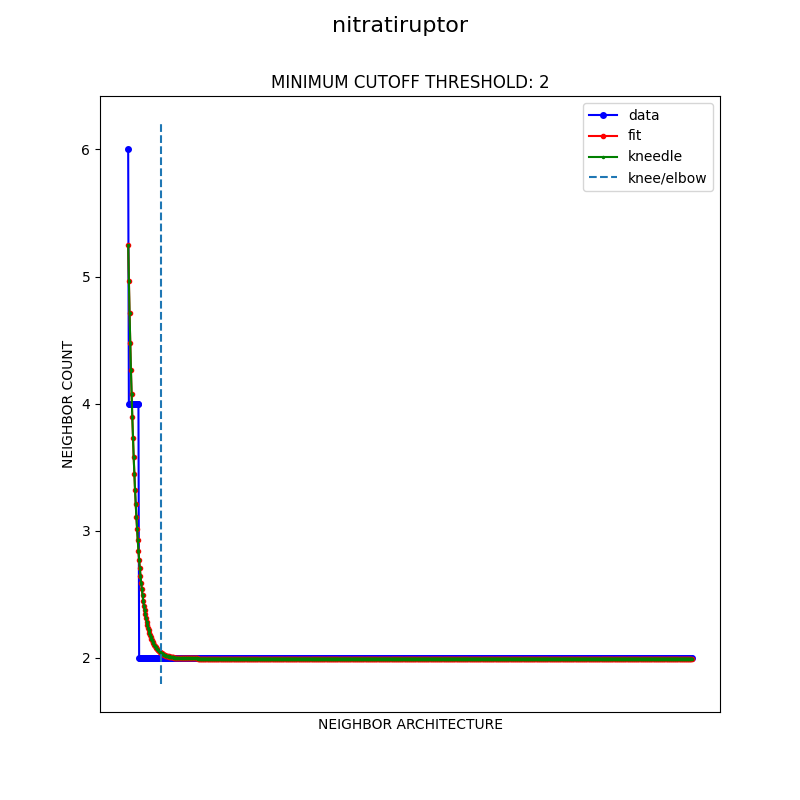 nitratiruptor
MINIMUM CUTOFF THRESHOLD: 2
data
fit
kneedle
knee/elbow
6
5
4
3
2
NEIGHBOR COUNT
NEIGHBOR ARCHITECTURE